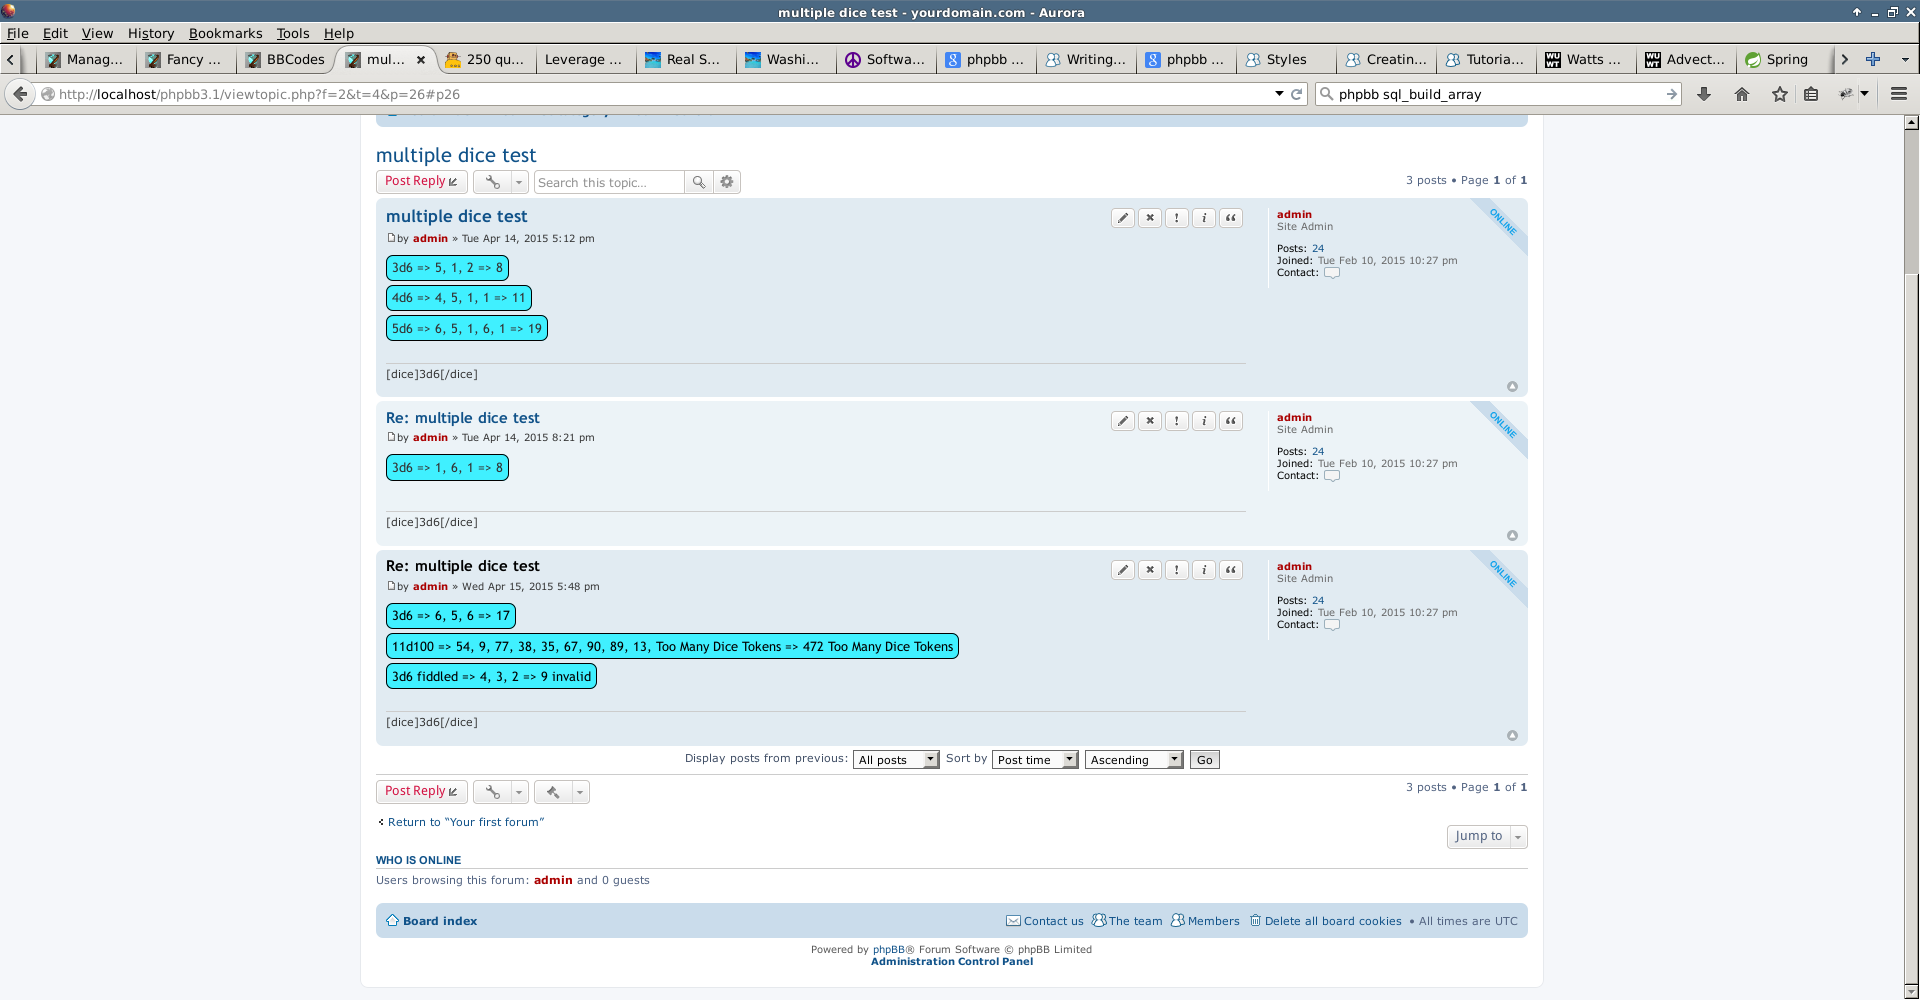 multiple dice test - yourdomain.com - Aurora
File Edit View History Bookmarks Tools Help
Manag... Fancy ... BBCodes mul... 250 qu... Leverage ... Real S... Washi... Softwa... phpbb ... Writing... phpbb ... Styles Creatin... Tutoria... Watts ... Advect... Spring
http://localhost/phpbb3.1/viewtopic.php?f=2&t=4&p=26#p26 phpbb sql_build_array
multiple dice test
Post Reply Search this topic... 3 posts • Page 1 of 1
multiple dice test
by admin » Tue Apr 14, 2015 5:12 pm
3d6 => 5, 1, 2 => 8
4d6 => 4, 5, 1, 1 => 11
5d6 => 6, 5, 1, 6, 1 => 19
[dice]3d6[/dice]
admin
Site Admin
Posts: 24
Joined: Tue Feb 10, 2015 10:27 pm
Contact:
ONLINE
Re: multiple dice test
by admin » Tue Apr 14, 2015 8:21 pm
3d6 => 1, 6, 1 => 8
[dice]3d6[/dice]
admin
Site Admin
Posts: 24
Joined: Tue Feb 10, 2015 10:27 pm
Contact:
ONLINE
Re: multiple dice test
by admin » Wed Apr 15, 2015 5:48 pm
3d6 => 6, 5, 6 => 17
11d100 => 54, 9, 77, 38, 35, 67, 90, 89, 13, Too Many Dice Tokens => 472 Too Many Dice Tokens
3d6 fiddled => 4, 3, 2 => 9 invalid
[dice]3d6[/dice]
admin
Site Admin
Posts: 24
Joined: Tue Feb 10, 2015 10:27 pm
Contact:
ONLINE
Display posts from previous: All posts Sort by Post time Ascending Go
Post Reply 3 posts • Page 1 of 1
Return to “Your first forum”
Jump to
WHO IS ONLINE
Users browsing this forum: admin and 0 guests
Board index Contact us The team Members Delete all board cookies • All times are UTC
Powered by phpBB® Forum Software © phpBB Limited
Administration Control Panel